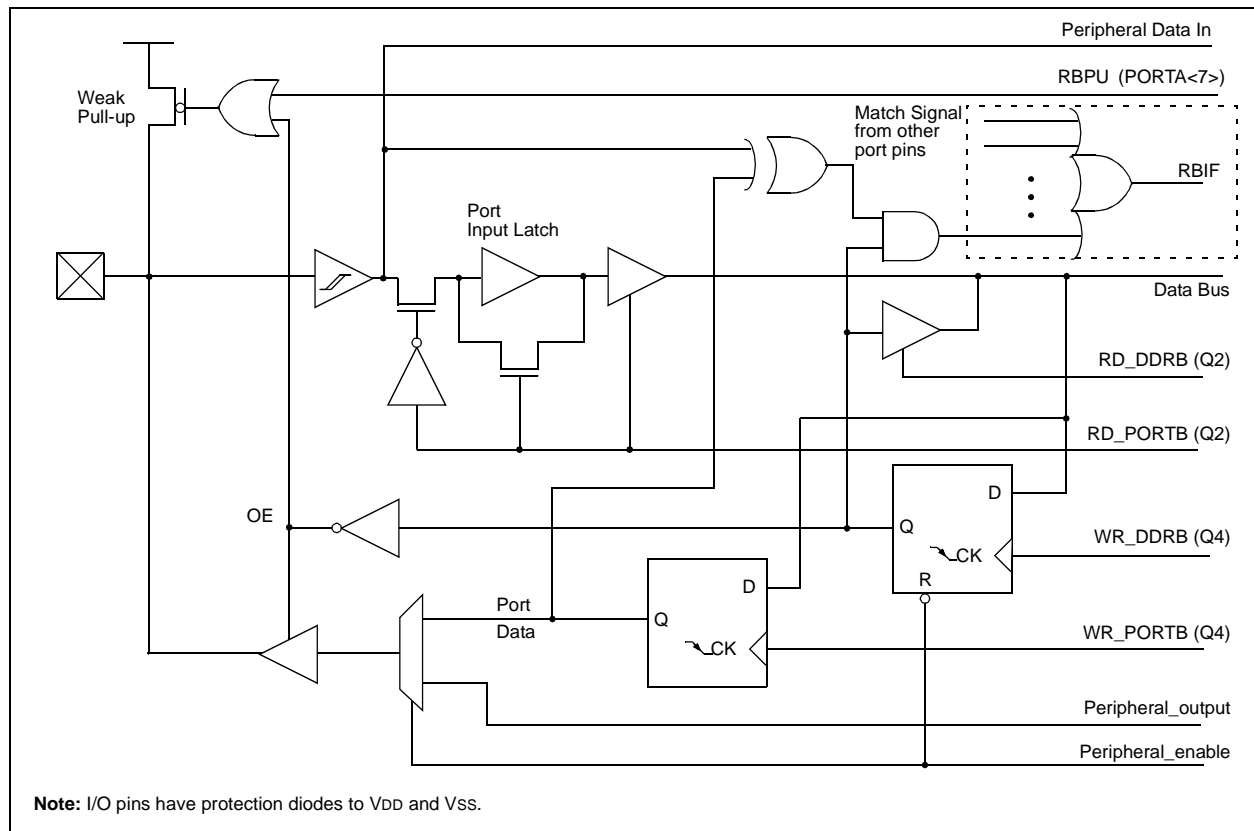 Peripheral Data In
RBPU (PORTA<7>)
Weak
Pull-up
Match Signal
from other
port pins
RBIF
Port
Input Latch
Data Bus
RD_DDRB (Q2)
RD_PORTB (Q2)
D
OE
Q
WR_DDRB (Q4)
CK
R
D
Port
Data
Q
WR_PORTB (Q4)
CK
Peripheral_output
Peripheral_enable
Note: I/O pins have protection diodes to VDD and VSS.